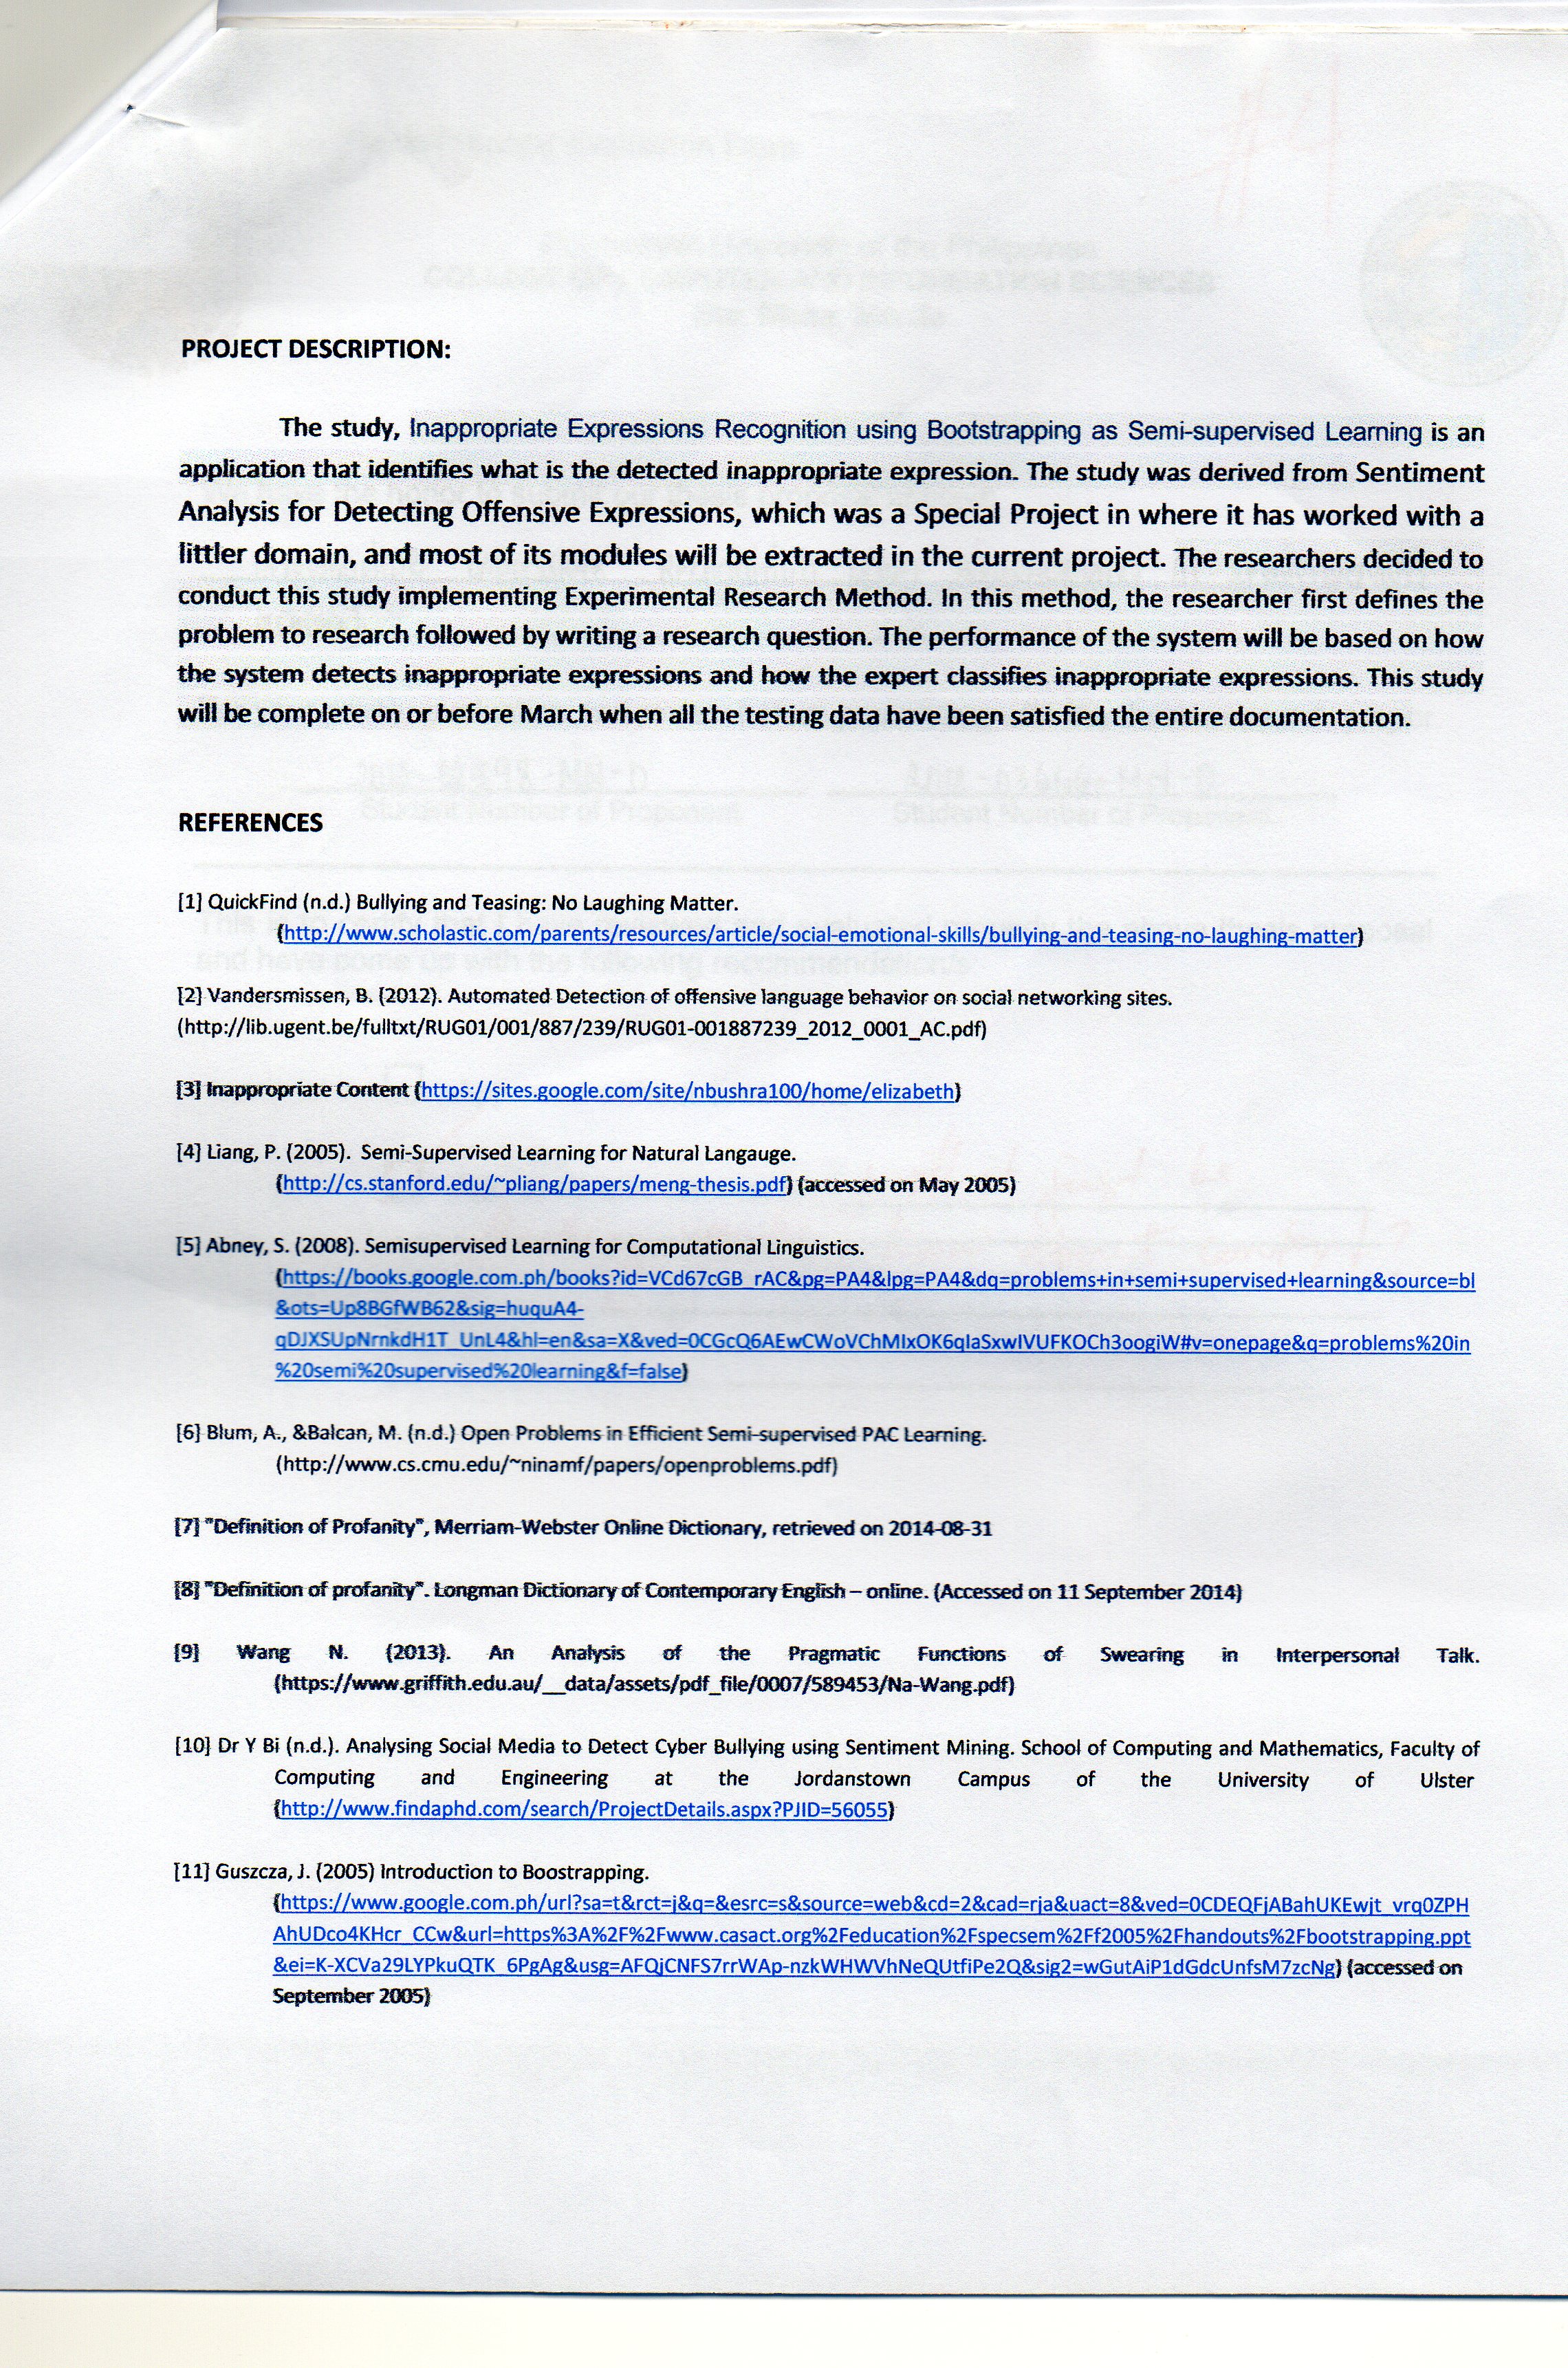 PROJECT DESCRIPTION:
The study, Inappropriate Expressions Recognition using Bootstrapping as Semi-supervised Learning is an
application that identifies what is the detected inappropriate expression. The study was derived from Sentiment
Analysis for Detecting Offensive Expressions, which was a Special Project in where it has worked with a
littler domain, and most of its modules will be extracted in the current project. The researchers decided to
conduct this study implementing Experimental Research Method. In this method, the researcher first defines the
problem to research followed by writing a research question. The performance of the system will be based on how
the system detects inappropriate expressions and how the expert classifies inappropriate expressions. This study
will be complete on or before March when all the testing data have been satisfied the entire documentation.
REFERENCES
[1] QuickFind (n.d.) Bullying and Teasing: No Laughing Matter.
(http://www.scholastic.com/parents/resources/article/social-emotional-skills/bullying-and-teasing-no-laughing-matter)
[2] Vandersmissen, B. (2012). Automated Detection of offensive language behavior on social networking sites.
(http://lib.ugent.be/fulltxt/RUG01/001/887/239/RUG01-001887239_2012_0001_AC.pdf)
[3] Inappropriate Content (https://sites.google.com/site/nbushra100/home/elizabeth)
[4] Liang, P. (2005). Semi-Supervised Learning for Natural Langauge.
(http://cs.stanford.edu/~pliang/papers/meng-thesis.pdf) (accessed on May 2005)
[5] Abney, S. (2008). Semisupervised Learning for Computational Linguistics.
(https://books.google.com.ph/books?id=VCd67cGB_rAC&pg=PA4&lpg=PA4&dq=problems+in+semi+supervised+learning&source=bl
&ots=Up8BGfWB62&sig=huquA4-
qDJXSUpNrnkdH1T_UnL4&hl=en&sa=X&ved=0CGcQ6AEwCWoVChMIxOK6qIaSxwIVUFKOCh3oogiW#v=onepage&q=problems%20in
%20semi%20supervised%20learning&f=false)
[6] Blum, A., &Balcan, M. (n.d.) Open Problems in Efficient Semi-supervised PAC Learning.
(http://www.cs.cmu.edu/~ninamf/papers/openproblems.pdf)
[7] "Definition of Profanity", Merriam-Webster Online Dictionary, retrieved on 2014-08-31
[8] "Definition of profanity". Longman Dictionary of Contemporary English – online. (Accessed on 11 September 2014)
[9] Wang N. (2013). An Analysis of the Pragmatic Functions of Swearing in Interpersonal Talk.
(https://www.griffith.edu.au/__data/assets/pdf_file/0007/589453/Na-Wang.pdf)
[10] Dr Y Bi (n.d.). Analysing Social Media to Detect Cyber Bullying using Sentiment Mining. School of Computing and Mathematics, Faculty of
Computing and Engineering at the Jordanstown Campus of the University of Ulster
(http://www.findaphd.com/search/ProjectDetails.aspx?PJID=56055)
[11] Guszcza, J. (2005) Introduction to Boostrapping.
(https://www.google.com.ph/url?sa=t&rct=j&q=&esrc=s&source=web&cd=2&cad=rja&uact=8&ved=0CDEQFjABahUKEwjt_vrq0ZPH
AhUDco4KHcr_CCw&url=https%3A%2F%2Fwww.casact.org%2Feducation%2Fspecsem%2Ff2005%2Fhandouts%2Fbootstrapping.ppt
&ei=K-XCVa29LYPkuQTK_6PgAg&usg=AFQjCNFS7rrWAp-nzkWHWVhNeQUtfiPe2Q&sig2=wGutAiP1dGdcUnfsM7zcNg) (accessed on
September 2005)